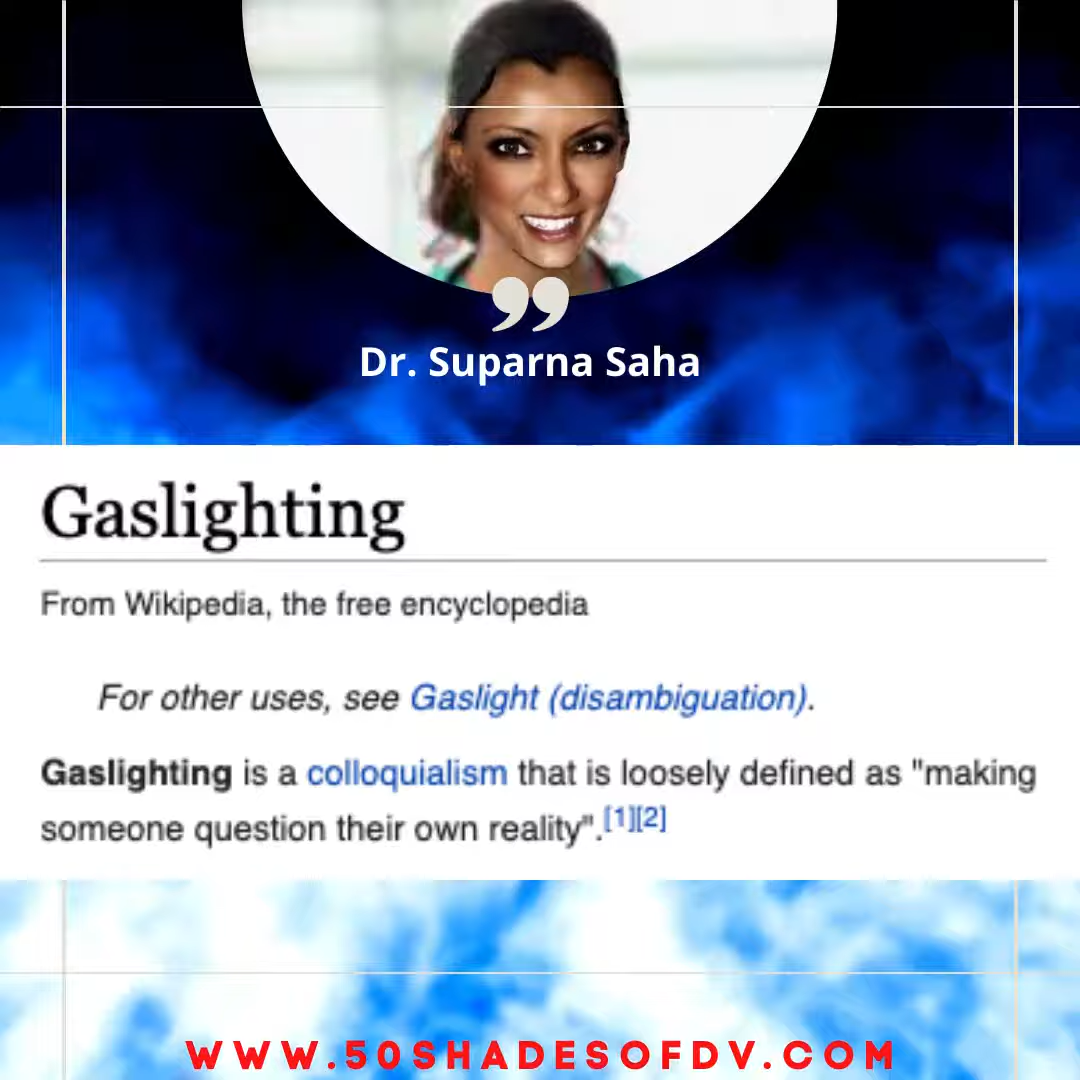 ”
Dr. Suparna Saha
Gaslighting
From Wikipedia, the free encyclopedia
For other uses, see Gaslight (disambiguation).
Gaslighting is a colloquialism that is loosely defined as "making
someone question their own reality".[1][2]
WWW.50SHADESOFDV.COM